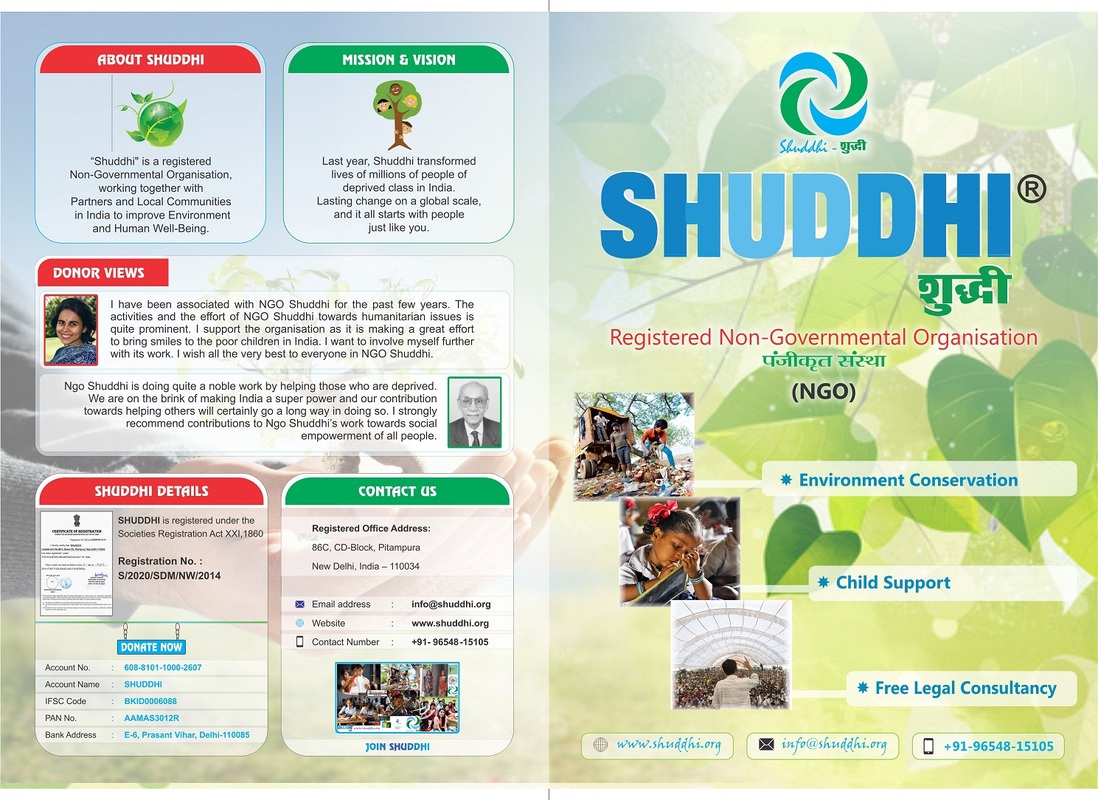 ABOUT SHUDDHI
"Shuddhi" is a registered
Non-Governmental Organisation,
working together with
Partners and Local Communities
in India to improve Environment
and Human Well-Being.
MISSION & VISION
Last year, Shuddhi transformed
lives of millions of people of
deprived class in India.
Lasting change on a global scale,
and it all starts with people
just like you.
DONOR VIEWS
I have been associated with NGO Shuddhi for the past few years. The
activities and the effort of NGO Shuddhi towards humanitarian issues is
quite prominent. I support the organisation as it is making a great effort
to bring smiles to the poor children in India. I want to involve myself further
with its work. I wish all the very best to everyone in NGO Shuddhi.
Ngo Shuddhi is doing quite a noble work by helping those who are deprived.
We are on the brink of making India a super power and our contribution
towards helping others will certainly go a long way in doing so. I strongly
recommend contributions to Ngo Shuddhi's work towards social
empowerment of all people.
SHUDDHI DETAILS
CERTIFICATE OF REGISTRATION
SHUDDHI is registered under the
Societies Registration Act XXI,1860
Registration No. :
S/2020/SDM/NW/2014
DONATE NOW
Account No. : 608-8101-1000-2607
Account Name : SHUDDHI
IFSC Code : BKID0006088
PAN No. : AAMAS3012R
Bank Address : E-6, Prasant Vihar, Delhi-110085
CONTACT US
Registered Office Address:
86C, CD-Block, Pitampura
New Delhi, India – 110034
Email address : info@shuddhi.org
Website : www.shuddhi.org
Contact Number : +91- 96548-15105
JOIN SHUDDHI
Shuddhi - शुद्धी
SHUDDHI®
शुद्धी
Registered Non-Governmental Organisation
पंजीकृत संस्था
(NGO)
Environment Conservation
Child Support
Free Legal Consultancy
www.shuddhi.org
info@shuddhi.org
+91-96548-15105